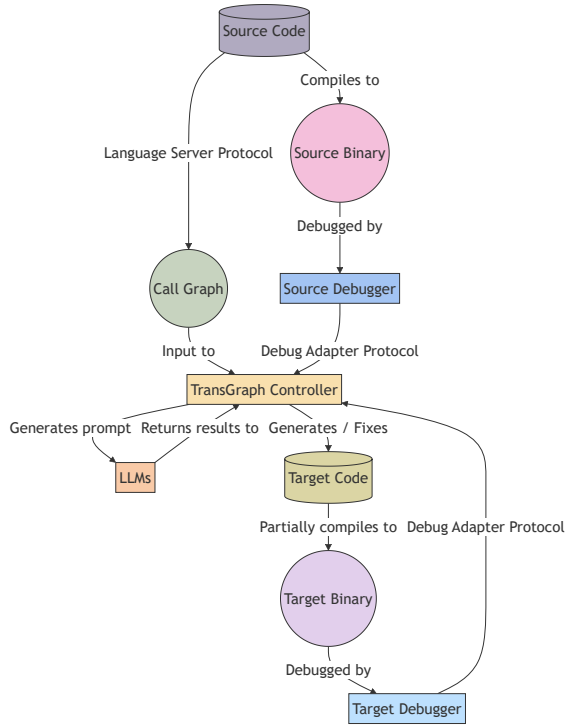 Source Code
Compiles to
Language Server Protocol
Source Binary
Debugged by
Call Graph
Source Debugger
Input to
Debug Adapter Protocol
TransGraph Controller
Generates prompt
Returns results to
Generates / Fixes
LLMs
Target Code
Partially compiles to
Debug Adapter Protocol
Target Binary
Debugged by
Target Debugger